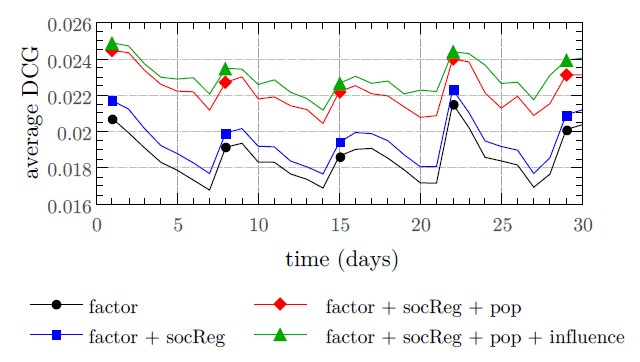 0.026
0.024
0.022
0.02
0.018
0.016
average DCG
0 5 10 15 20 25 30
time (days)
factor
factor + socReg + pop
factor + socReg
factor + socReg + pop + influence